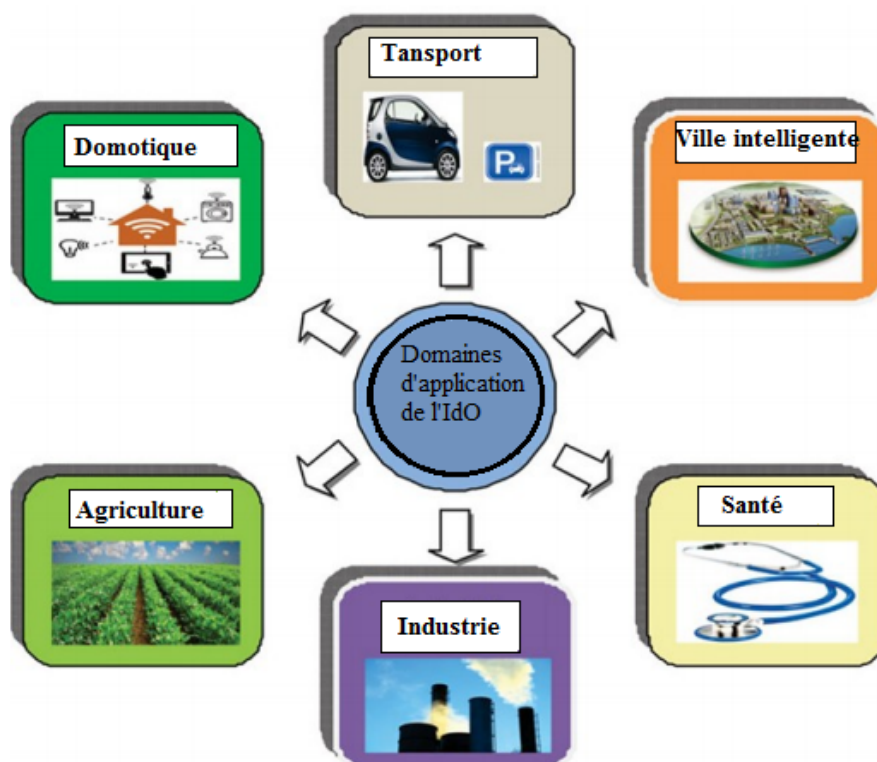 Tansport
Domotique
Ville intelligente
P
Domaines
d'application
de l'IdO
Agriculture
Santé
Industrie